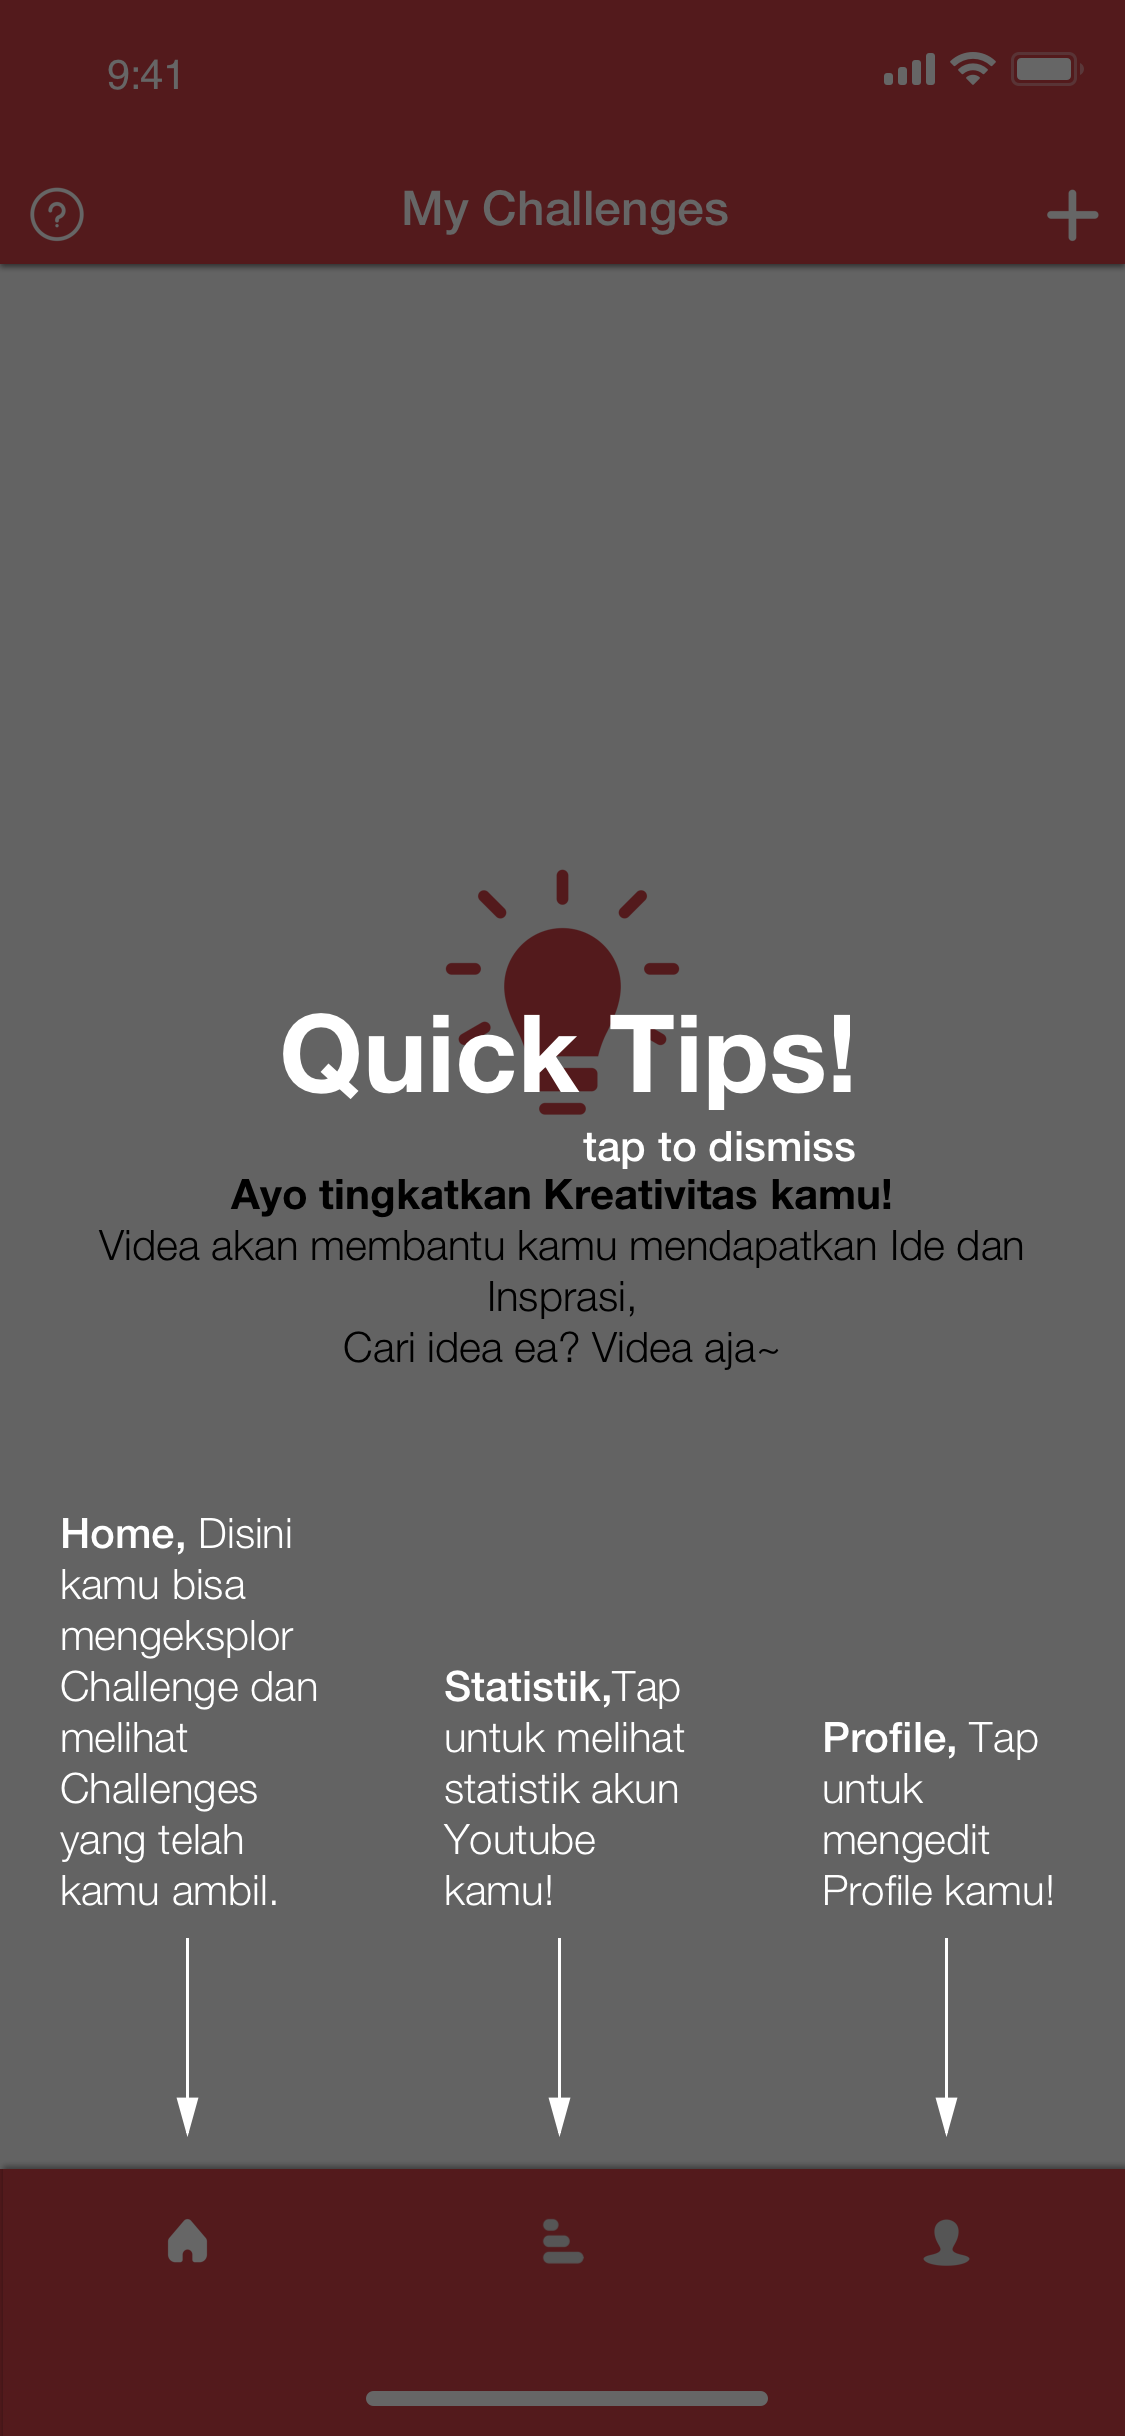 9:41
?
My Challenges
Quick Tips!
tap to dismiss
Ayo tingkatkan Kreativitas kamu!
Videa akan membantu kamu mendapatkan Ide dan
Insprasi,
Cari idea ea? Videa aja~
Home, Disini
kamu bisa
mengeksplor
Challenge dan
melihat
Challenges
yang telah
kamu ambil.
Statistik,Tap
untuk melihat
statistik akun
Youtube
kamu!
Profile, Tap
untuk
mengedit
Profile kamu!